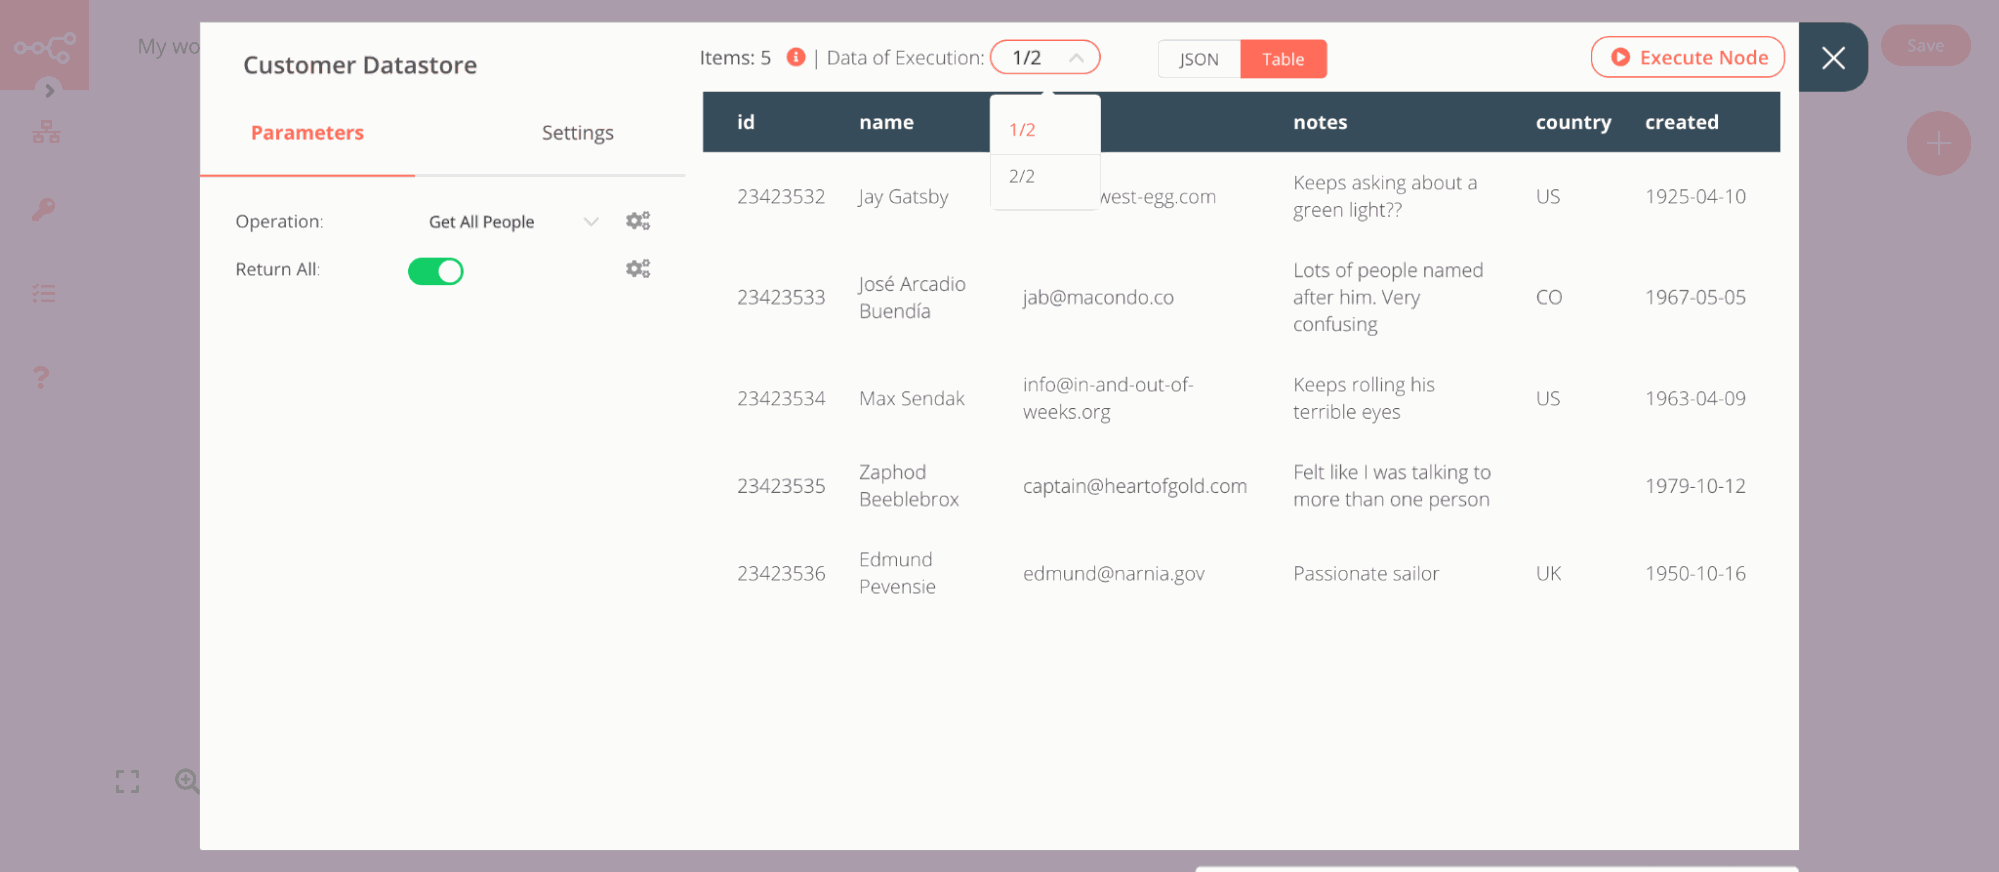 My wo
Save
Customer Datastore
Items: 5 | Data of Execution: 1/2
JSON Table
Execute Node
1/2
2/2
Parameters Settings
Operation: Get All People
Return All:
id name notes country created
23423532 Jay Gatsby west-egg.com Keeps asking about a
green light?? US 1925-04-10
23423533 José Arcadio
Buendía jab@macondo.co Lots of people named
after him. Very
confusing CO 1967-05-05
23423534 Max Sendak info@in-and-out-of-
weeks.org Keeps rolling his
terrible eyes US 1963-04-09
23423535 Zaphod
Beeblebrox captain@heartofgold.com Felt like I was talking to
more than one person 1979-10-12
23423536 Edmund
Pevensie edmund@narnia.gov Passionate sailor UK 1950-10-16